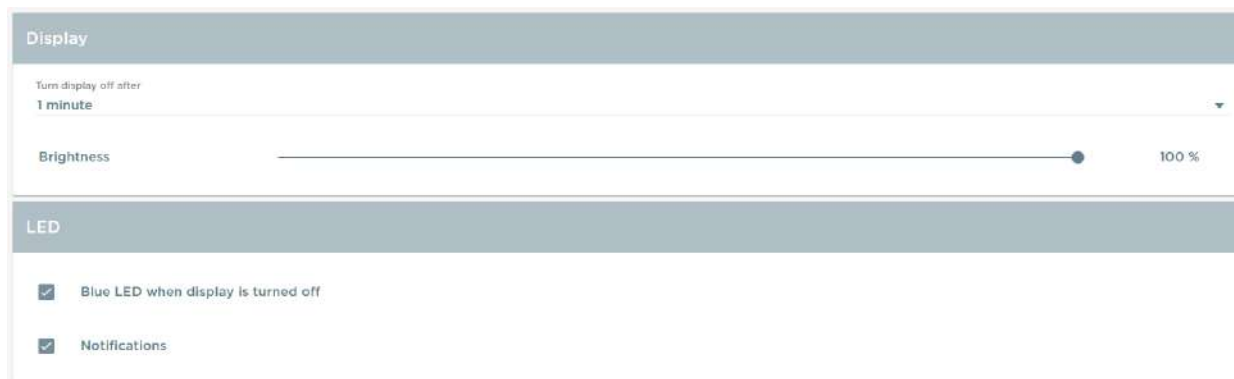 Display
Turn display off after
1 minute
Brightness 100 %
LED
Blue LED when display is turned off
Notifications